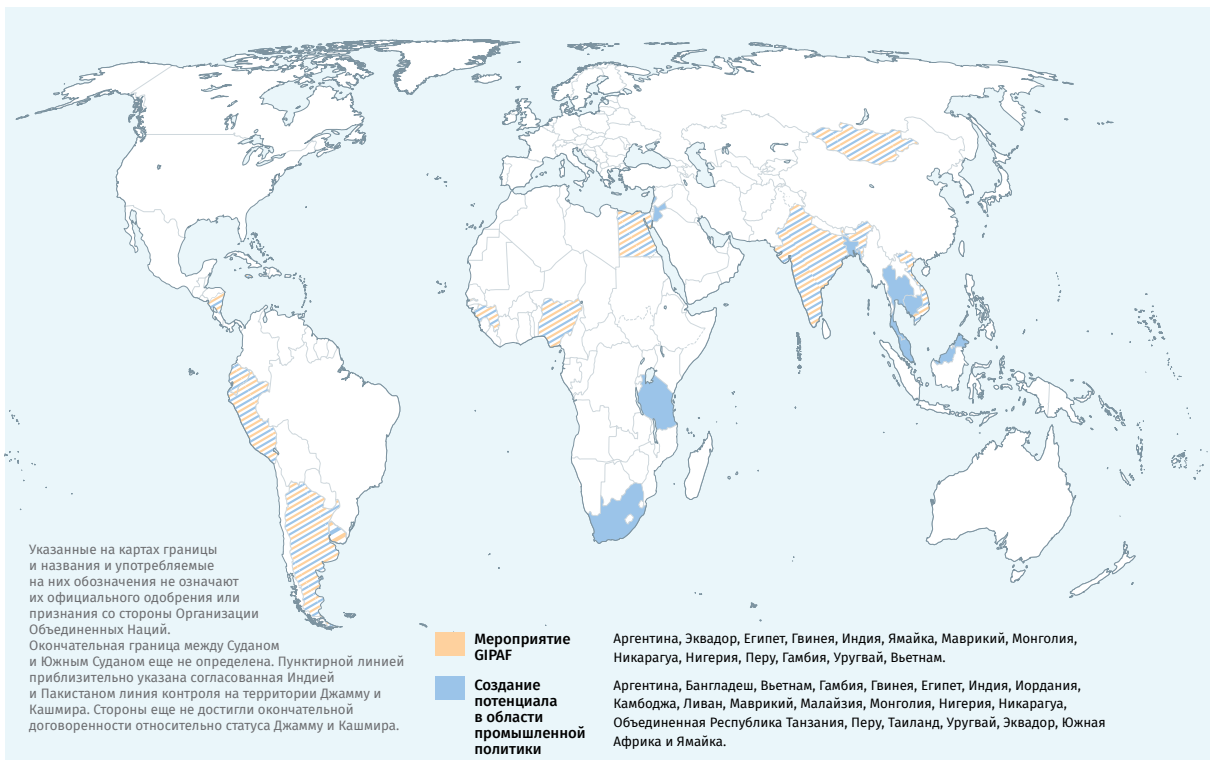 Указанные на картах границы
и названия и употребляемые
на них обозначения не означают
их официального одобрения или
признания со стороны Организации
Объединенных Наций.
Окончательная граница между Суданом
и Южным Суданом еще не определена. Пунктирной линией
приблизительно указана согласованная Индией
и Пакистаном линия контроля на территории Джамму и
Кашмира. Стороны еще не достигли окончательной
договоренности относительно статуса Джамму и Кашмира.
Мероприятие
GIPAF
Аргентина, Эквадор, Египет, Гвинея, Индия, Ямайка, Маврикий, Монголия,
Никарагуа, Нигерия, Перу, Гамбия, Уругвай, Вьетнам.
Создание
потенциала
в области
промышленной
политики
Аргентина, Бангладеш, Вьетнам, Гамбия, Гвинея, Египет, Индия, Иордания,
Камбоджа, Ливан, Маврикий, Малайзия, Монголия, Нигерия, Никарагуа,
Объединенная Республика Танзания, Перу, Таиланд, Уругвай, Эквадор, Южная
Африка и Ямайка.